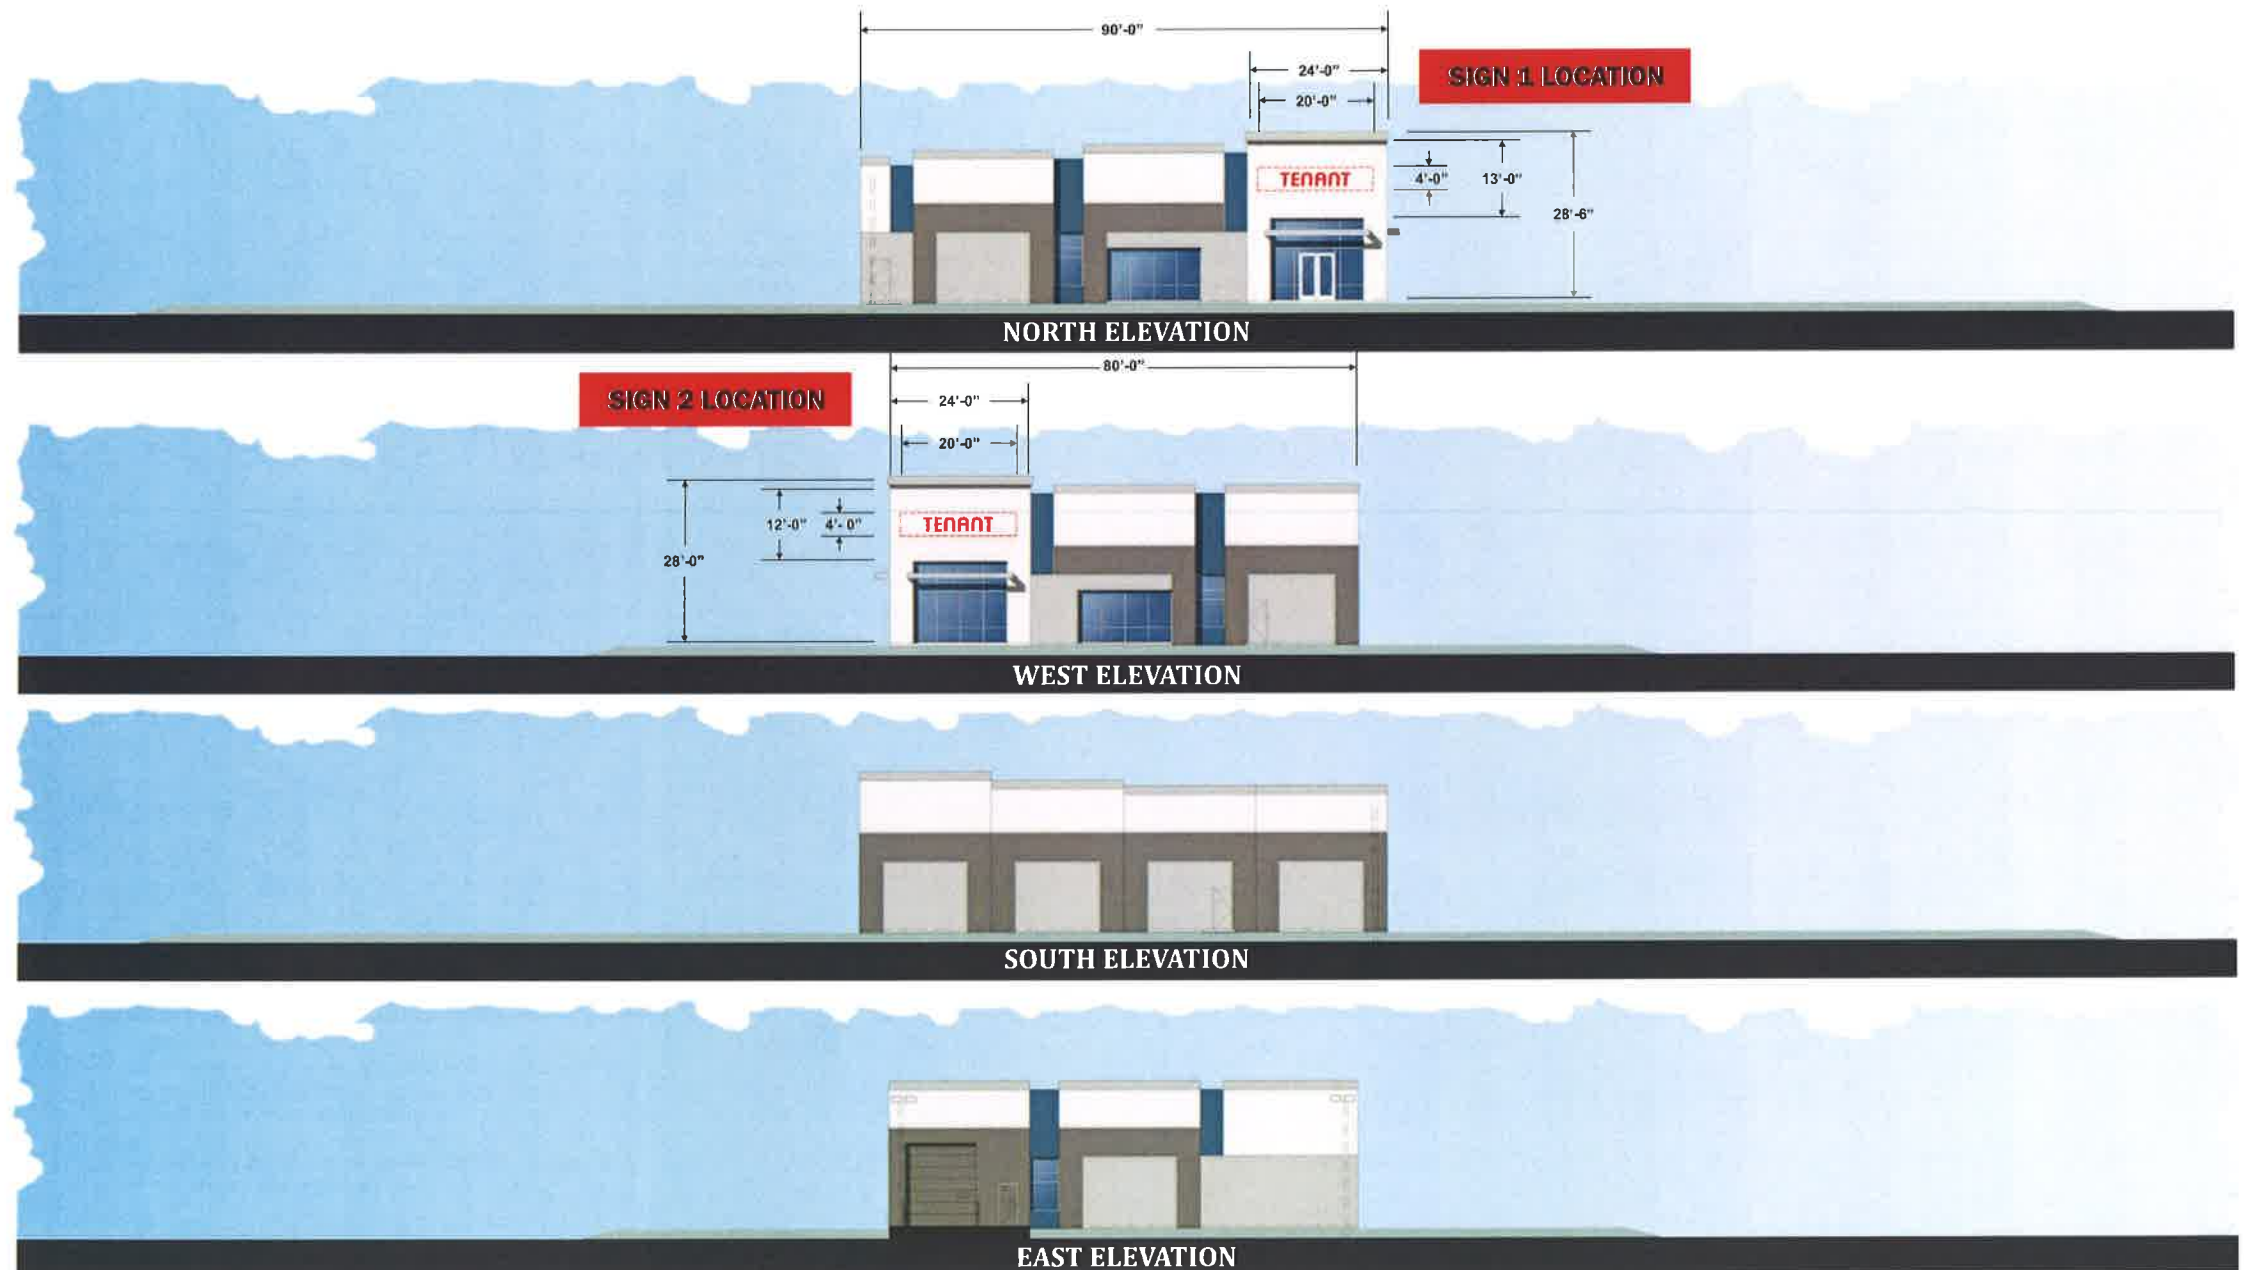 90'-0"
24'-0"
SIGN 1 LOCATION
20'-0"
TENANT
4'-0"
13'-0"
28'-6"
NORTH ELEVATION
80'-0"
SIGN 2 LOCATION
24'-0"
20'-0"
12'-0"
4'- 0"
TENANT
28'-0"
WEST ELEVATION
SOUTH ELEVATION
EAST ELEVATION